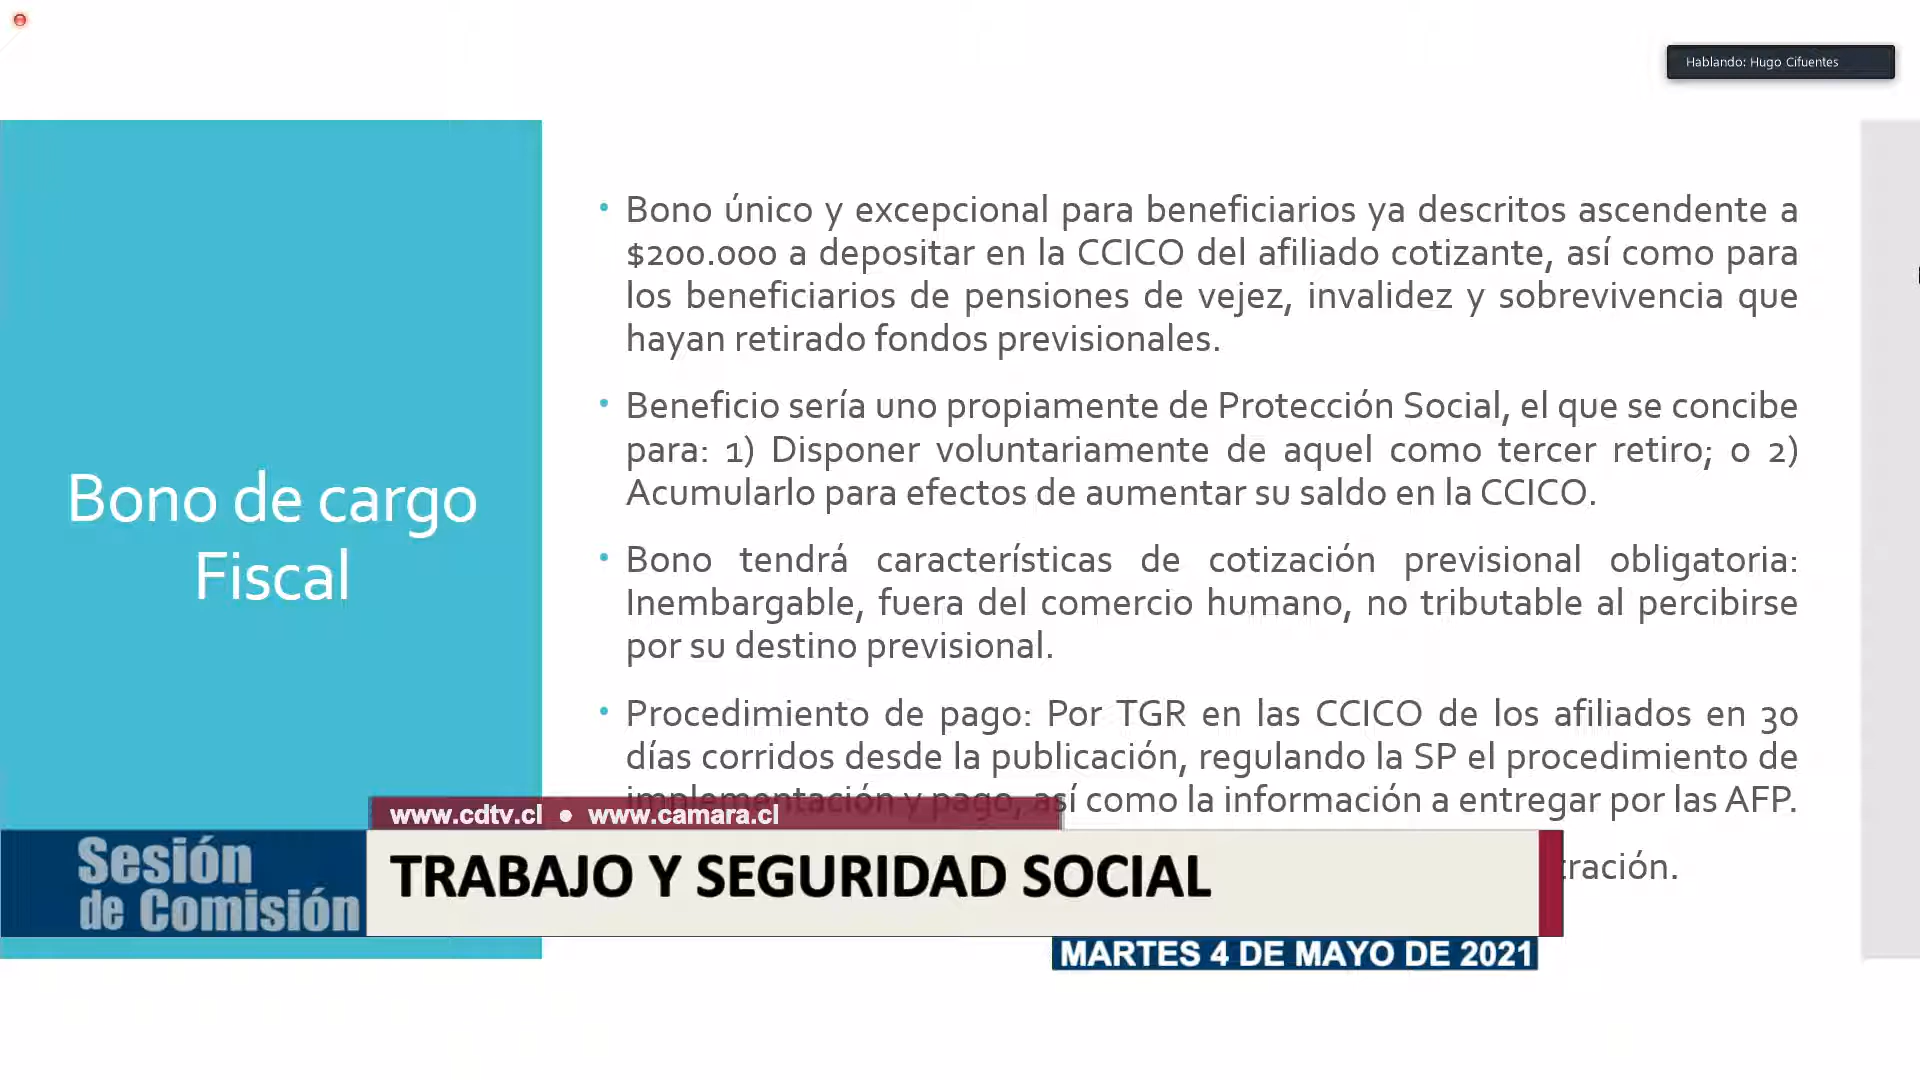 Hablando: Hugo Cifuentes
Bono de cargo
Fiscal
• Bono único y excepcional para beneficiarios ya descritos ascendente a
$200.000 a depositar en la CCICO del afiliado cotizante, así como para
los beneficiarios de pensiones de vejez, invalidez y sobrevivencia que
hayan retirado fondos previsionales.
• Beneficio sería uno propiamente de Protección Social, el que se concibe
para: 1) Disponer voluntariamente de aquel como tercer retiro; o 2)
Acumularlo para efectos de aumentar su saldo en la CCICO.
• Bono tendrá características de cotización previsional obligatoria:
Inembargable, fuera del comercio humano, no tributable al percibirse
por su destino previsional.
• Procedimiento de pago: Por TGR en las CCICO de los afiliados en 30
días corridos desde la publicación, regulando la SP el procedimiento de
implementación y pago, así como la información a entregar por las AFP.
tración.
www.cdtv.cl • www.camara.cl
Sesión
de Comisión
TRABAJO Y SEGURIDAD SOCIAL
MARTES 4 DE MAYO DE 2021